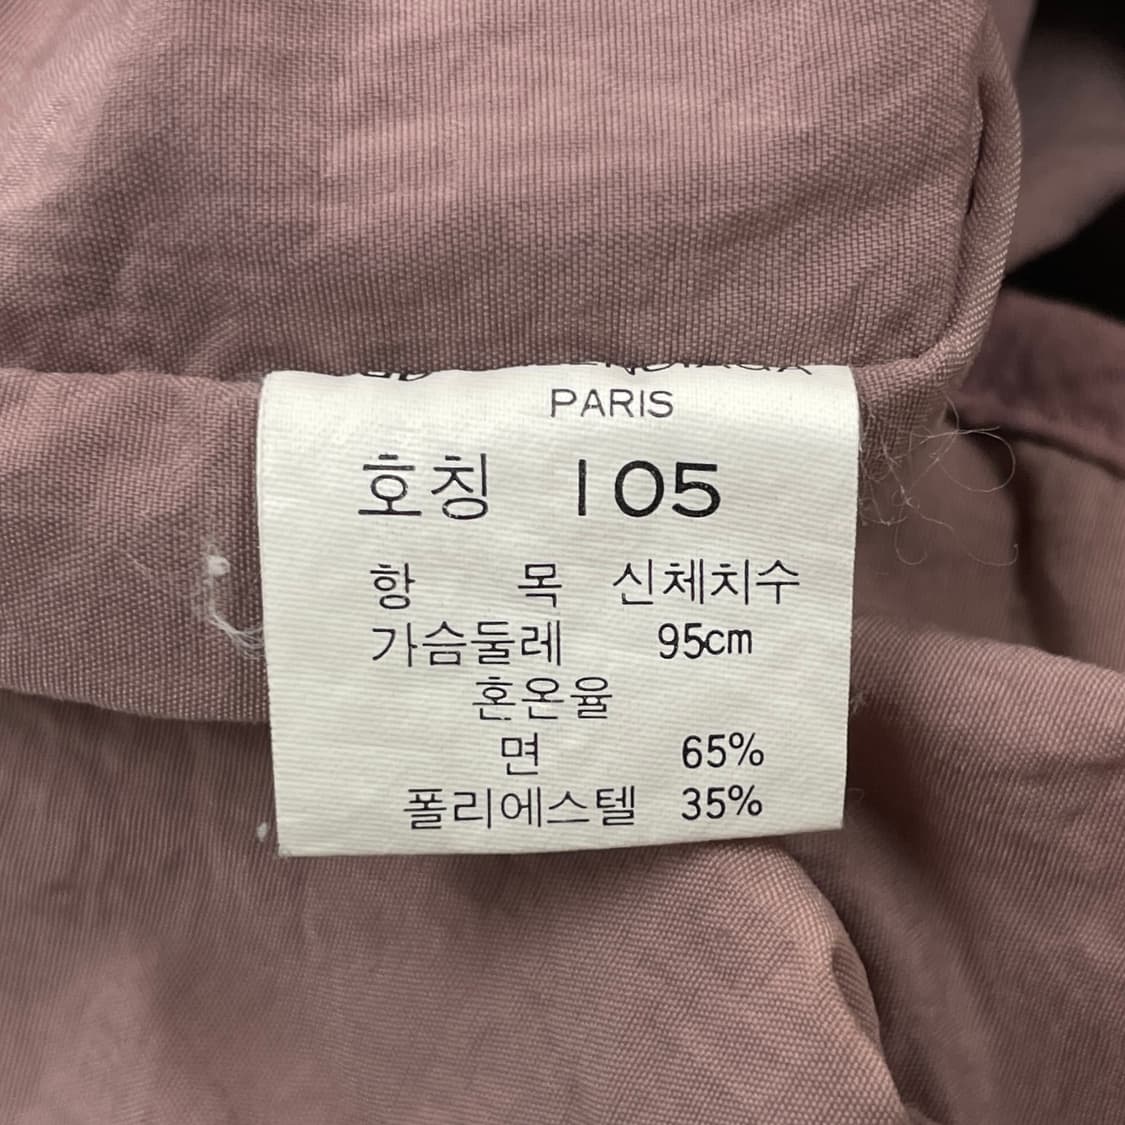 PARIS
호칭 105
항 목 신체치수
가슴둘레 95cm
혼온율
면 65%
폴리에스텔 35%